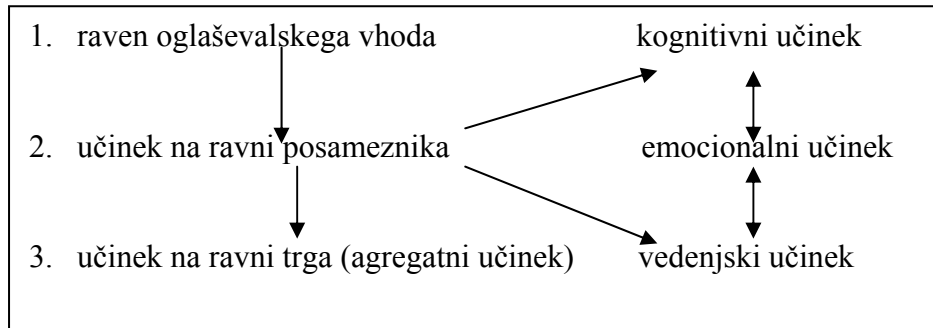 1. raven oglaševalskega vhoda kognitivni učinek
2. učinek na ravni posameznika emocionalni učinek
3. učinek na ravni trga (agregatni učinek) vedenjski učinek